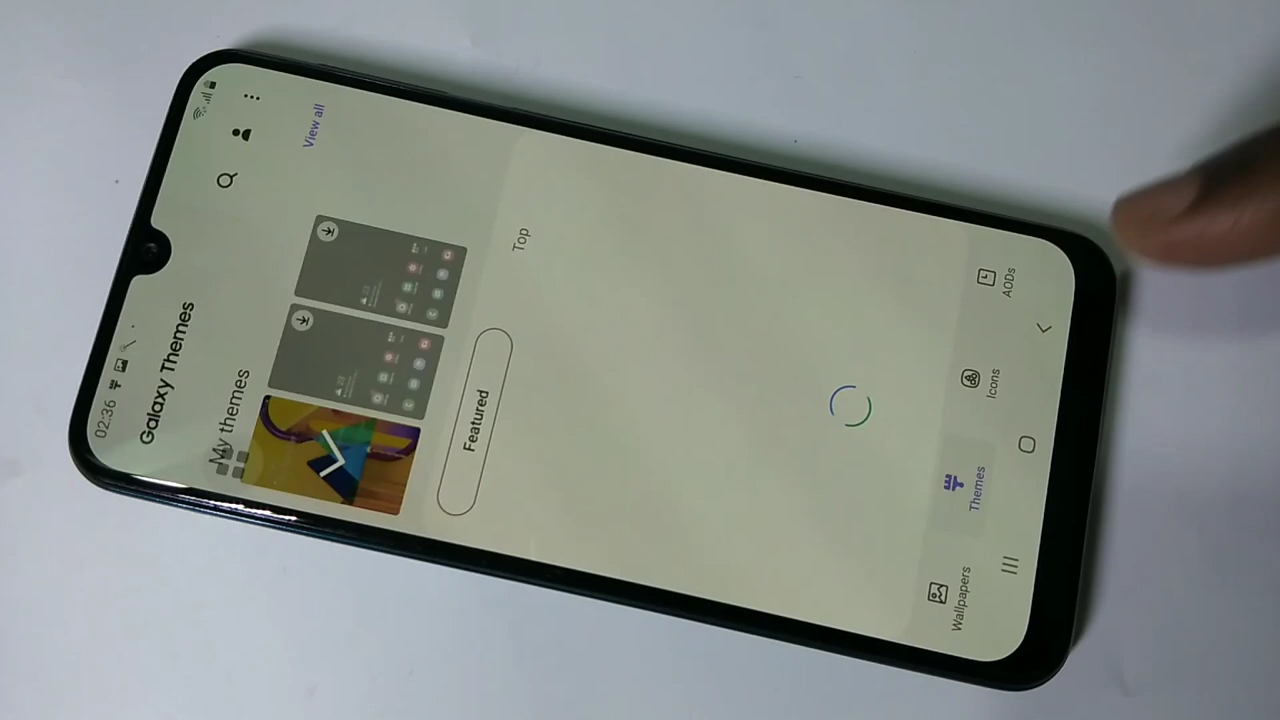 02:36
Galaxy Themes
My themes
View all
Featured
Top
Wallpapers
Themes
Icons
AODs